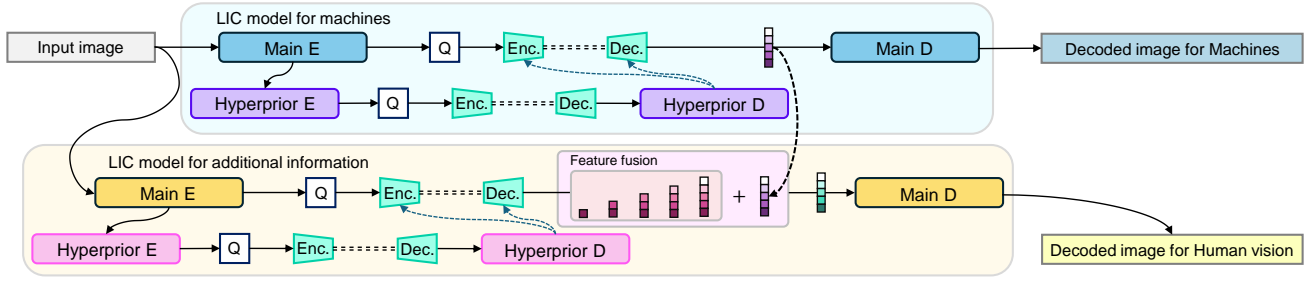 LIC model for machines
Input image
Main E
Q
Enc.
Dec.
Main D
Decoded image for Machines
Hyperprior E
Q
Enc.
Dec.
Hyperprior D
LIC model for additional information
Feature fusion
Main E
Q
Enc.
Dec.
+
Main D
Hyperprior E
Q
Enc.
Dec.
Hyperprior D
Decoded image for Human vision